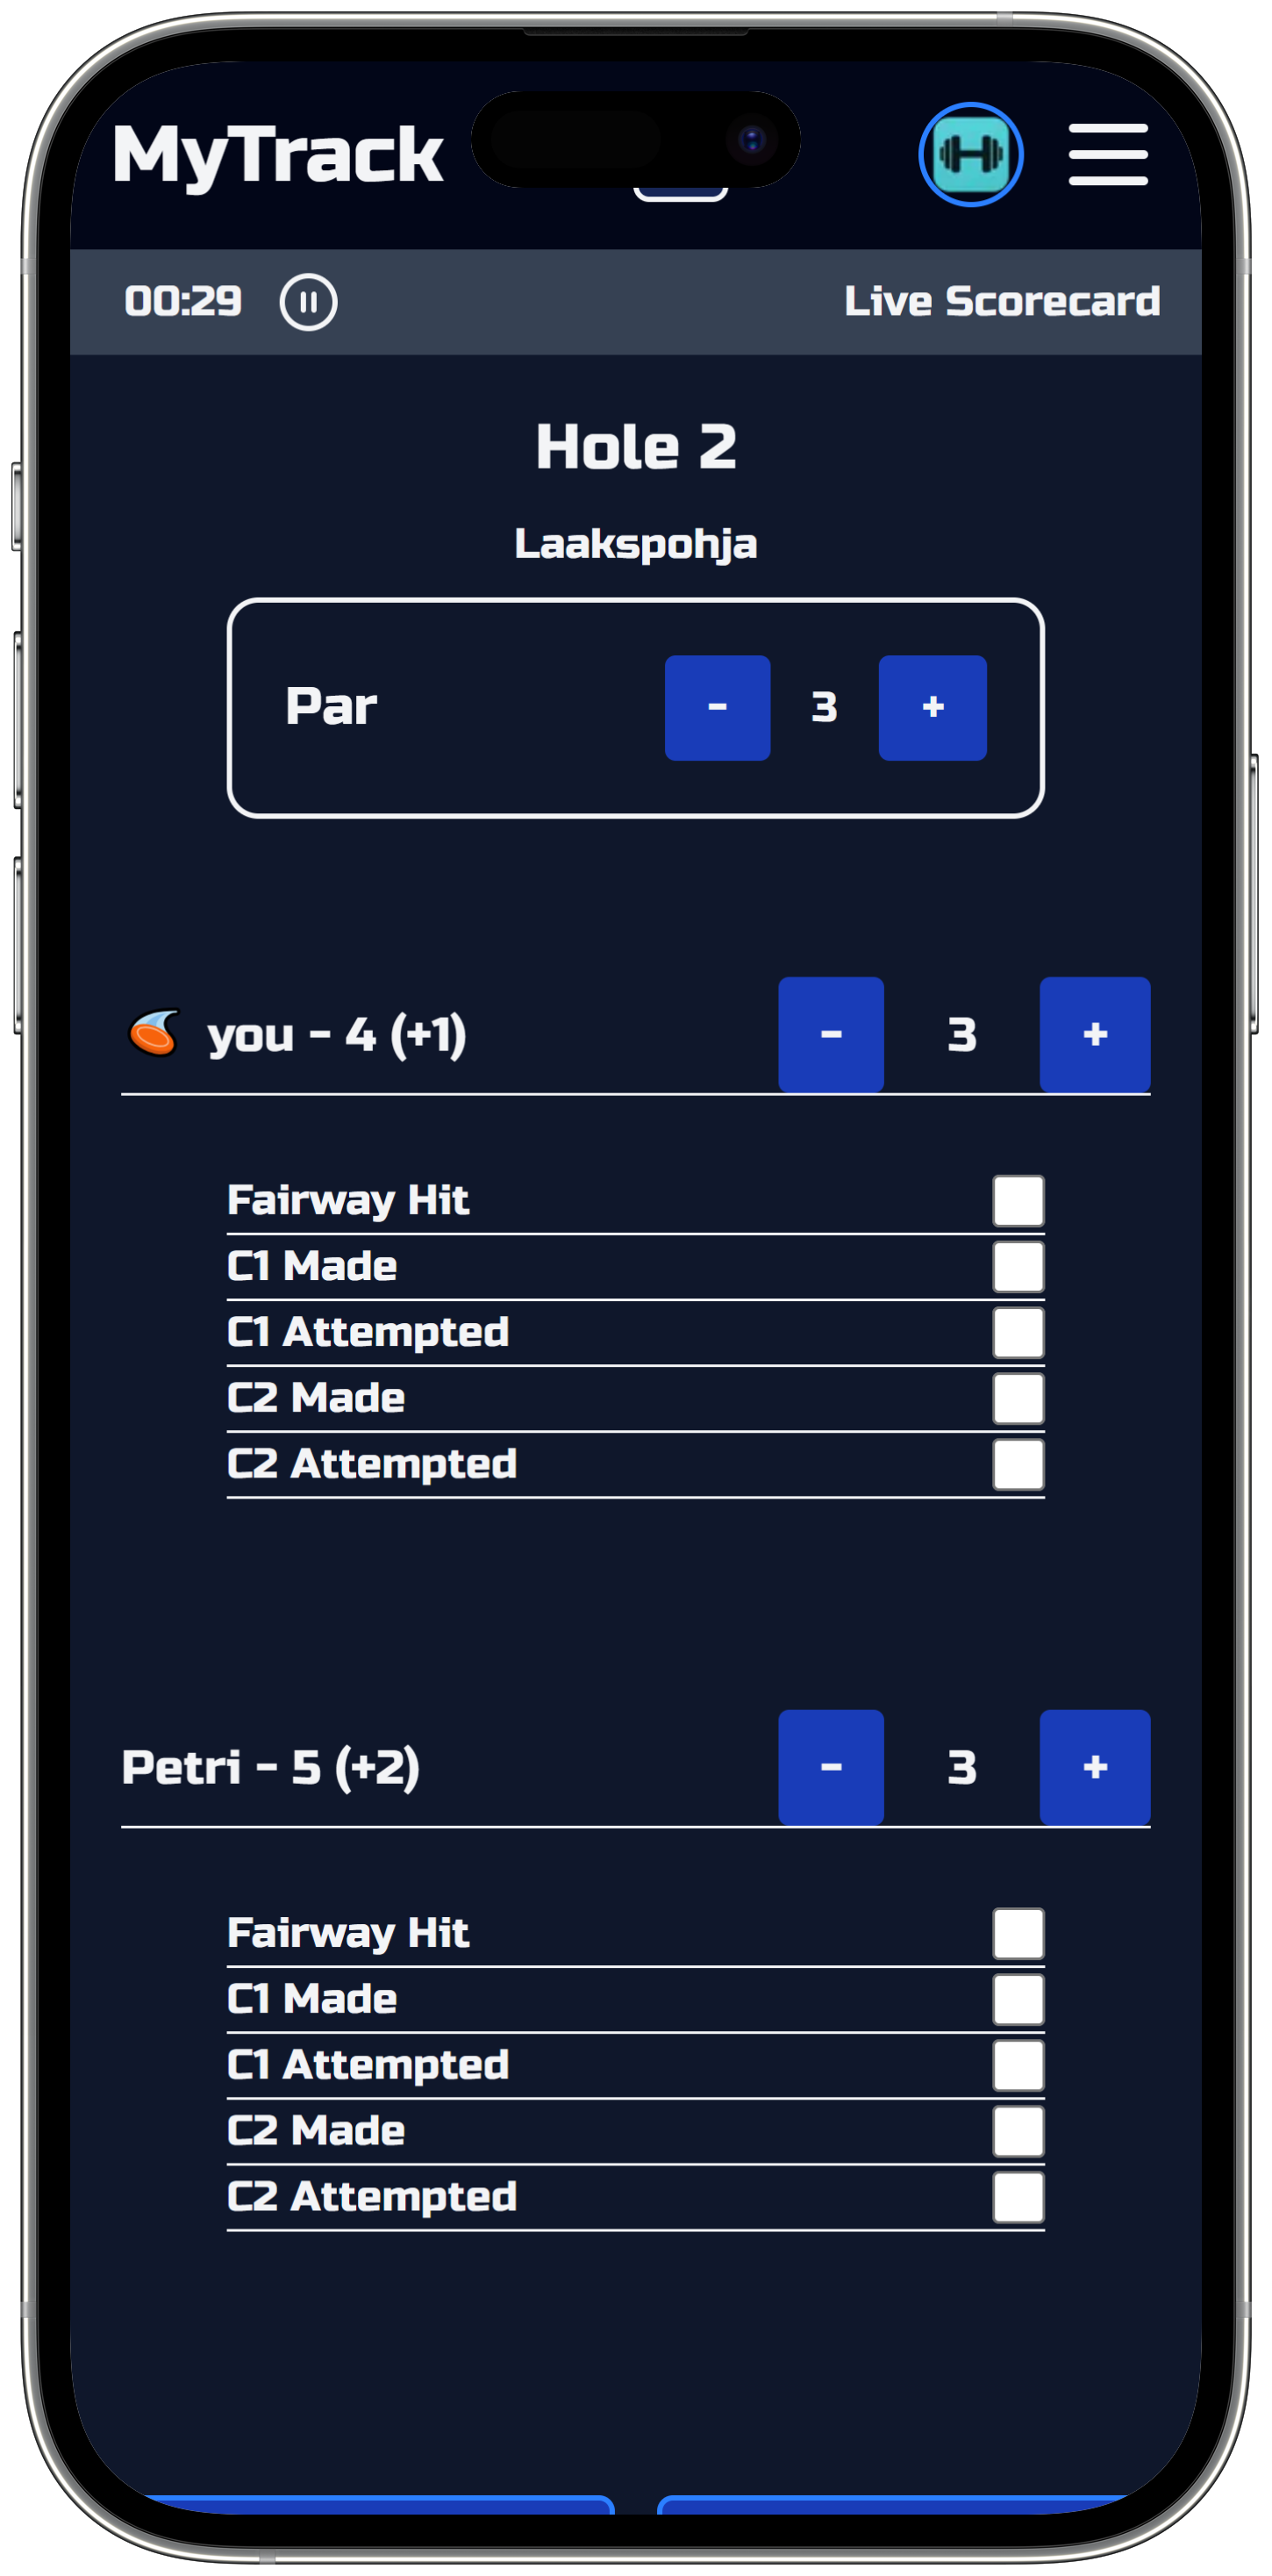 MyTrack
00:29 Live Scorecard
Hole 2
Laakspohja
Par - 3 +
you - 4 (+1) - 3 +
Fairway Hit
C1 Made
C1 Attempted
C2 Made
C2 Attempted
Petri - 5 (+2) - 3 +
Fairway Hit
C1 Made
C1 Attempted
C2 Made
C2 Attempted